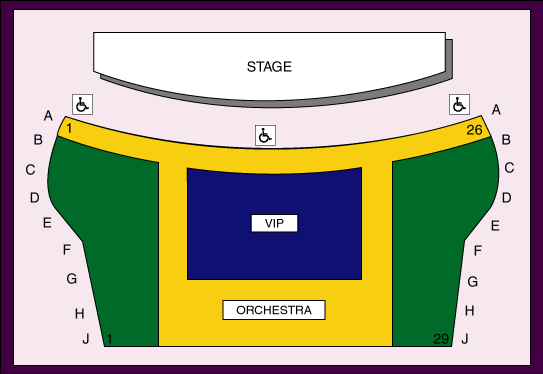 STAGE
A A
1 26
B B
C C
D D
VIP
E E
F F
G G
ORCHESTRA
H H
J 1 29 J